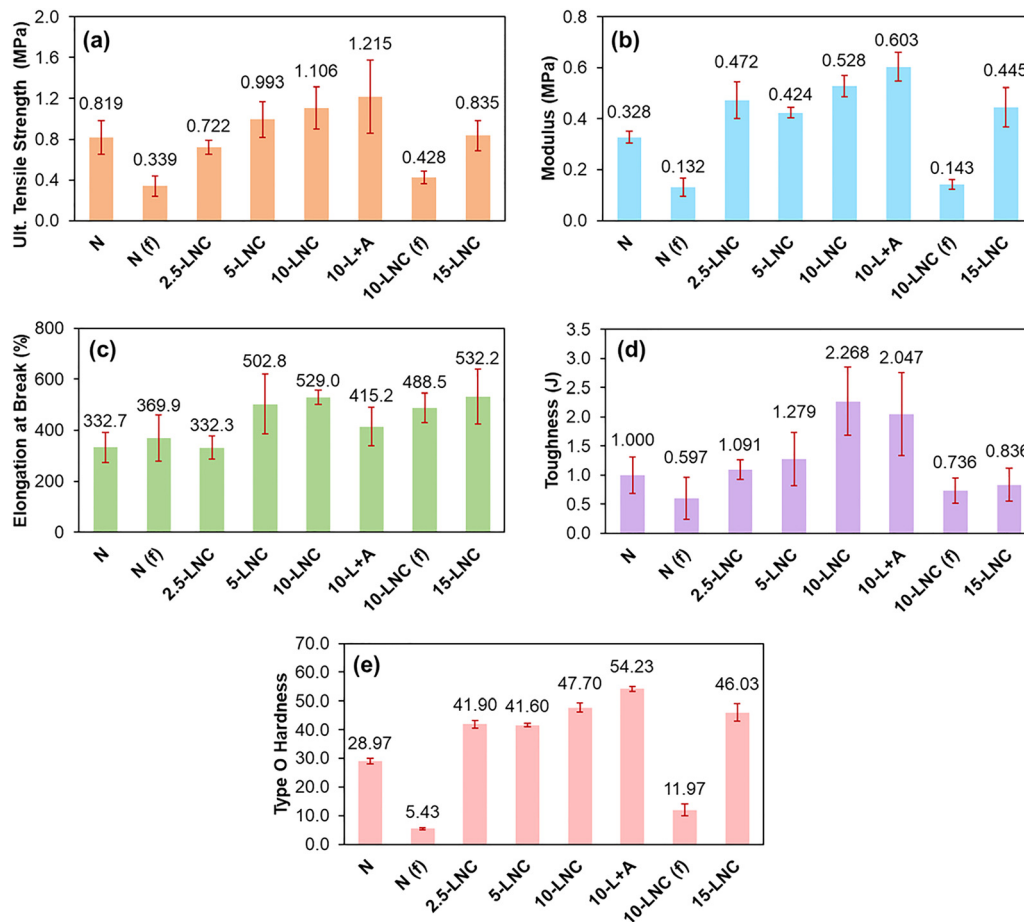 (a)
Ult. Tensile Strength (MPa)
2.0
1.6
1.2
0.8
0.4
0.0
0.819
0.339
0.722
0.993
1.106
1.215
0.428
0.835
N
N (f)
2.5-LNC
5-LNC
10-LNC
10-L+A
10-LNC (f)
15-LNC
(b)
Modulus (MPa)
0.8
0.6
0.4
0.2
0.0
0.328
0.132
0.472
0.424
0.528
0.603
0.143
0.445
N
N (f)
2.5-LNC
5-LNC
10-LNC
10-L+A
10-LNC (f)
15-LNC
(c)
Elongation at Break (%)
800
600
400
200
0
332.7
369.9
332.3
502.8
529.0
415.2
488.5
532.2
N
N (f)
2.5-LNC
5-LNC
10-LNC
10-L+A
10-LNC (f)
15-LNC
(d)
Toughness (J)
3.5
3.0
2.5
2.0
1.5
1.0
0.5
0.0
1.000
0.597
1.091
1.279
2.268
2.047
0.736
0.836
N
N (f)
2.5-LNC
5-LNC
10-LNC
10-L+A
10-LNC (f)
15-LNC
(e)
Type O Hardness
70.0
60.0
50.0
40.0
30.0
20.0
10.0
0.0
28.97
5.43
41.90
41.60
47.70
54.23
11.97
46.03
N
N (f)
2.5-LNC
5-LNC
10-LNC
10-L+A
10-LNC (f)
15-LNC